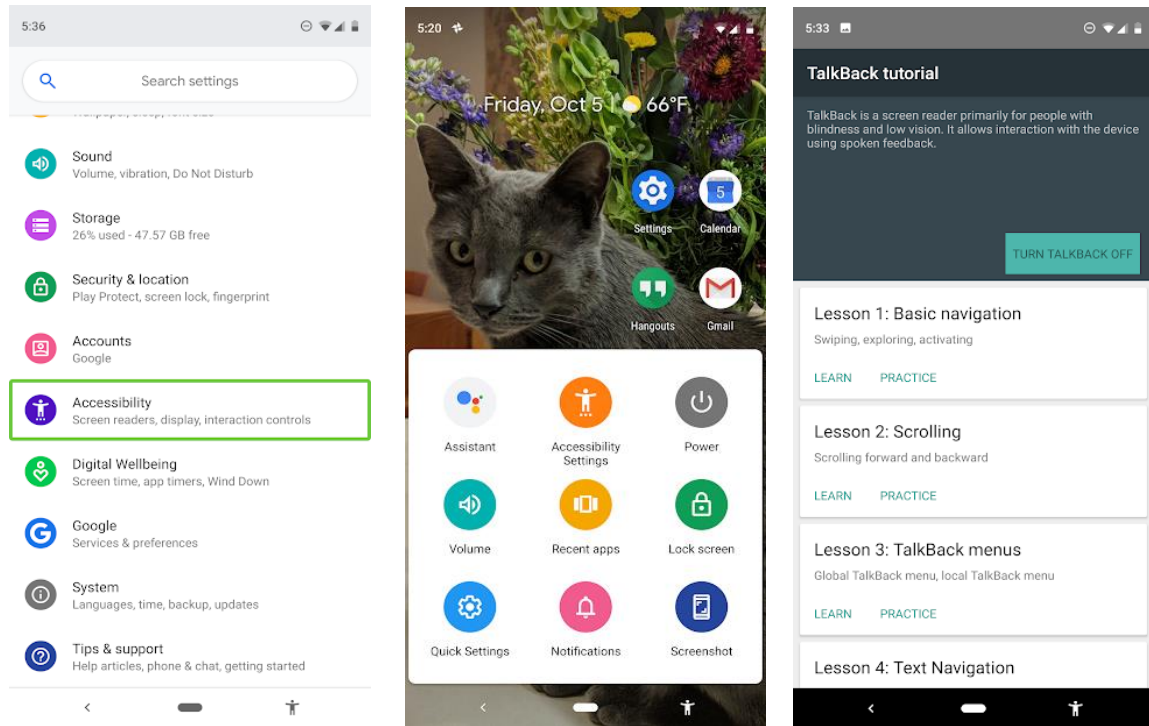 5:36
Search settings
Wallpaper, sleep, font size
Sound
Volume, vibration, Do Not Disturb
Storage
26% used - 47.57 GB free
Security & location
Play Protect, screen lock, fingerprint
Accounts
Google
Accessibility
Screen readers, display, interaction controls
Digital Wellbeing
Screen time, app timers, Wind Down
Google
Services & preferences
System
Languages, time, backup, updates
Tips & support
Help articles, phone & chat, getting started
5:20
Friday, Oct 5 | 66°F
5
Settings
Calendar
Hangouts
Gmail
Assistant
Accessibility
Settings
Power
Volume
Recent apps
Lock screen
Quick Settings
Notifications
Screenshot
5:33
TalkBack tutorial
TalkBack is a screen reader primarily for people with
blindness and low vision. It allows interaction with the device
using spoken feedback.
TURN TALKBACK OFF
Lesson 1: Basic navigation
Swiping, exploring, activating
LEARN PRACTICE
Lesson 2: Scrolling
Scrolling forward and backward
LEARN PRACTICE
Lesson 3: TalkBack menus
Global TalkBack menu, local TalkBack menu
LEARN PRACTICE
Lesson 4: Text Navigation